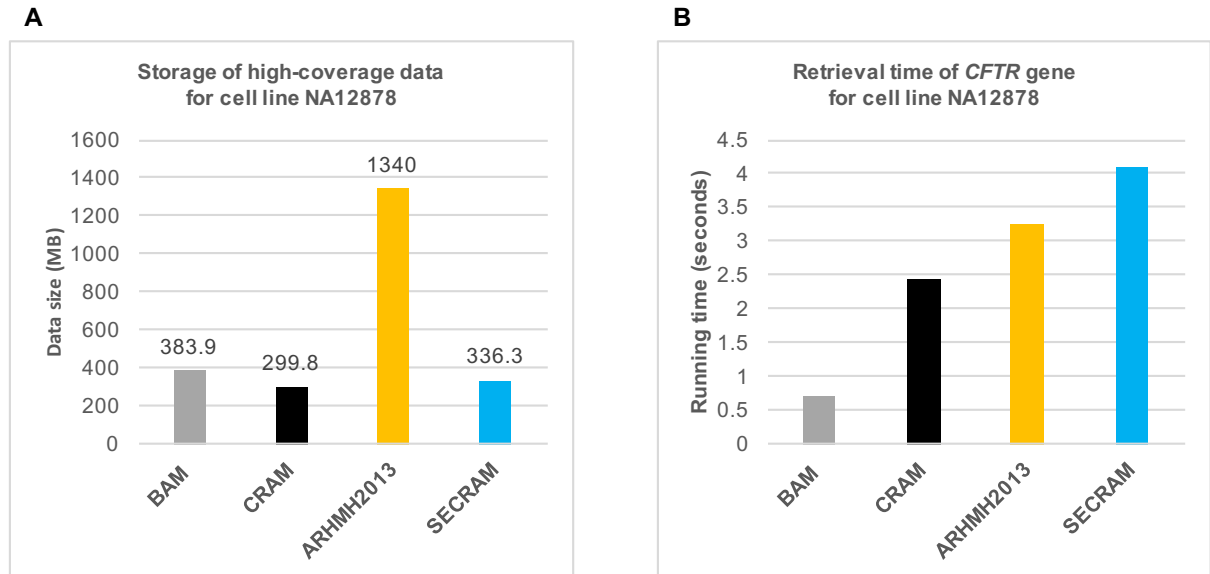 A
Storage of high-coverage data
for cell line NA12878
Data size (MB)
1600
1400
1200
1000
800
600
400
200
0
383.9
299.8
1340
336.3
BAM
CRAM
ARHMH2013
SECRAM
B
Retrieval time of CFTR gene
for cell line NA12878
Running time (seconds)
4.5
4
3.5
3
2.5
2
1.5
1
0.5
0
BAM
CRAM
ARHMH2013
SECRAM